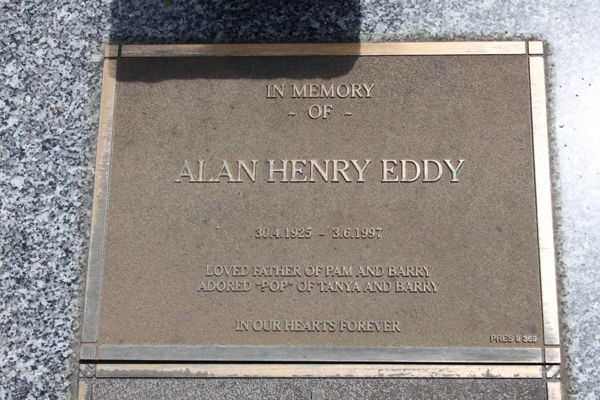 IN MEMORY
~ OF ~
ALAN HENRY EDDY
30.4.1925 - 3.6.1997
LOVED FATHER OF PAM AND BARRY
ADORED "POP" OF TANYA AND BARRY
IN OUR HEARTS FOREVER
PRES 9 369